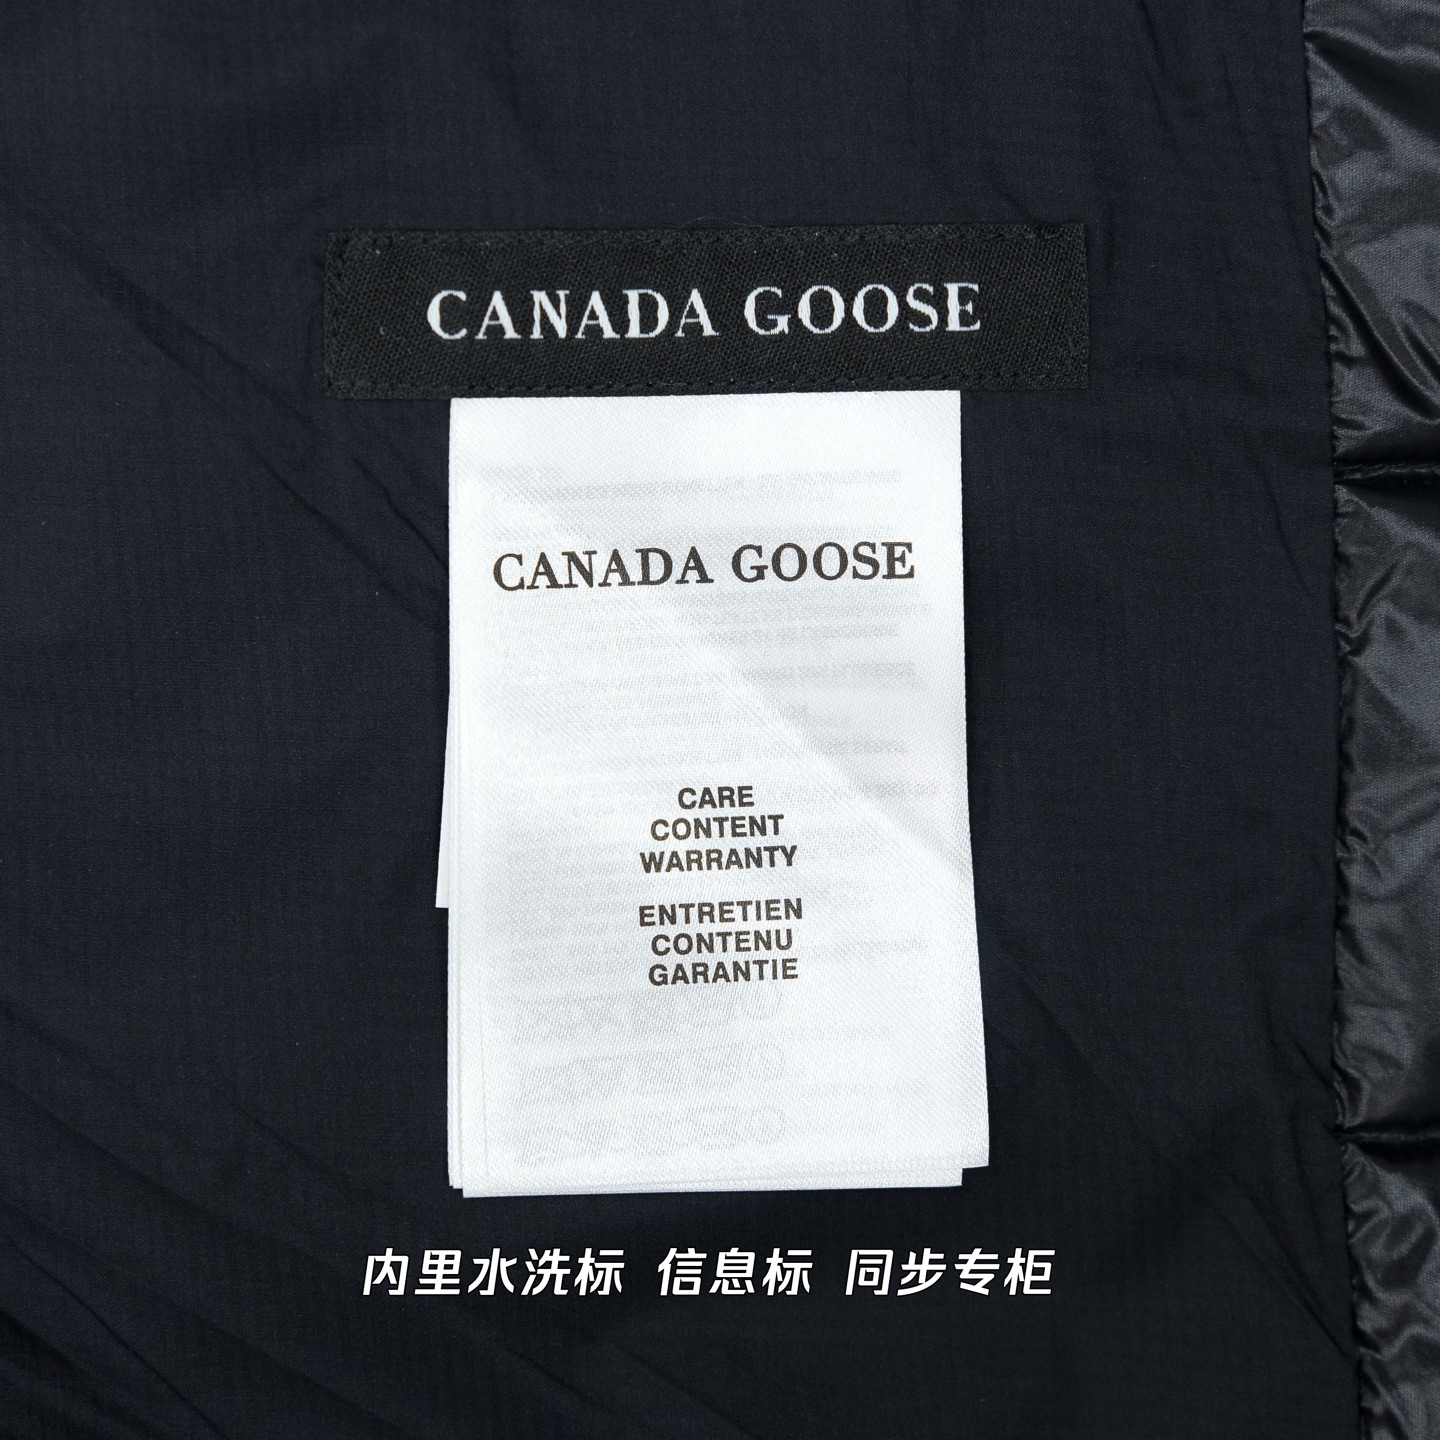 CANADA GOOSE
CANADA GOOSE
CARE
CONTENT
WARRANTY
ENTRETIEN
CONTENU
GARANTIE
内里水洗标 信息标 同步专柜